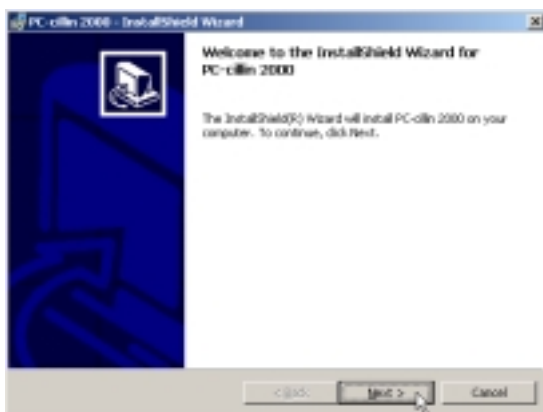 PC-cillin 2000 - InstallShield Wizard
Welcome to the InstallShield Wizard for
PC-cillin 2000
The InstallShield(R) Wizard will install PC-cillin 2000 on your
computer. To continue, click Next.
< Back
Next >
Cancel